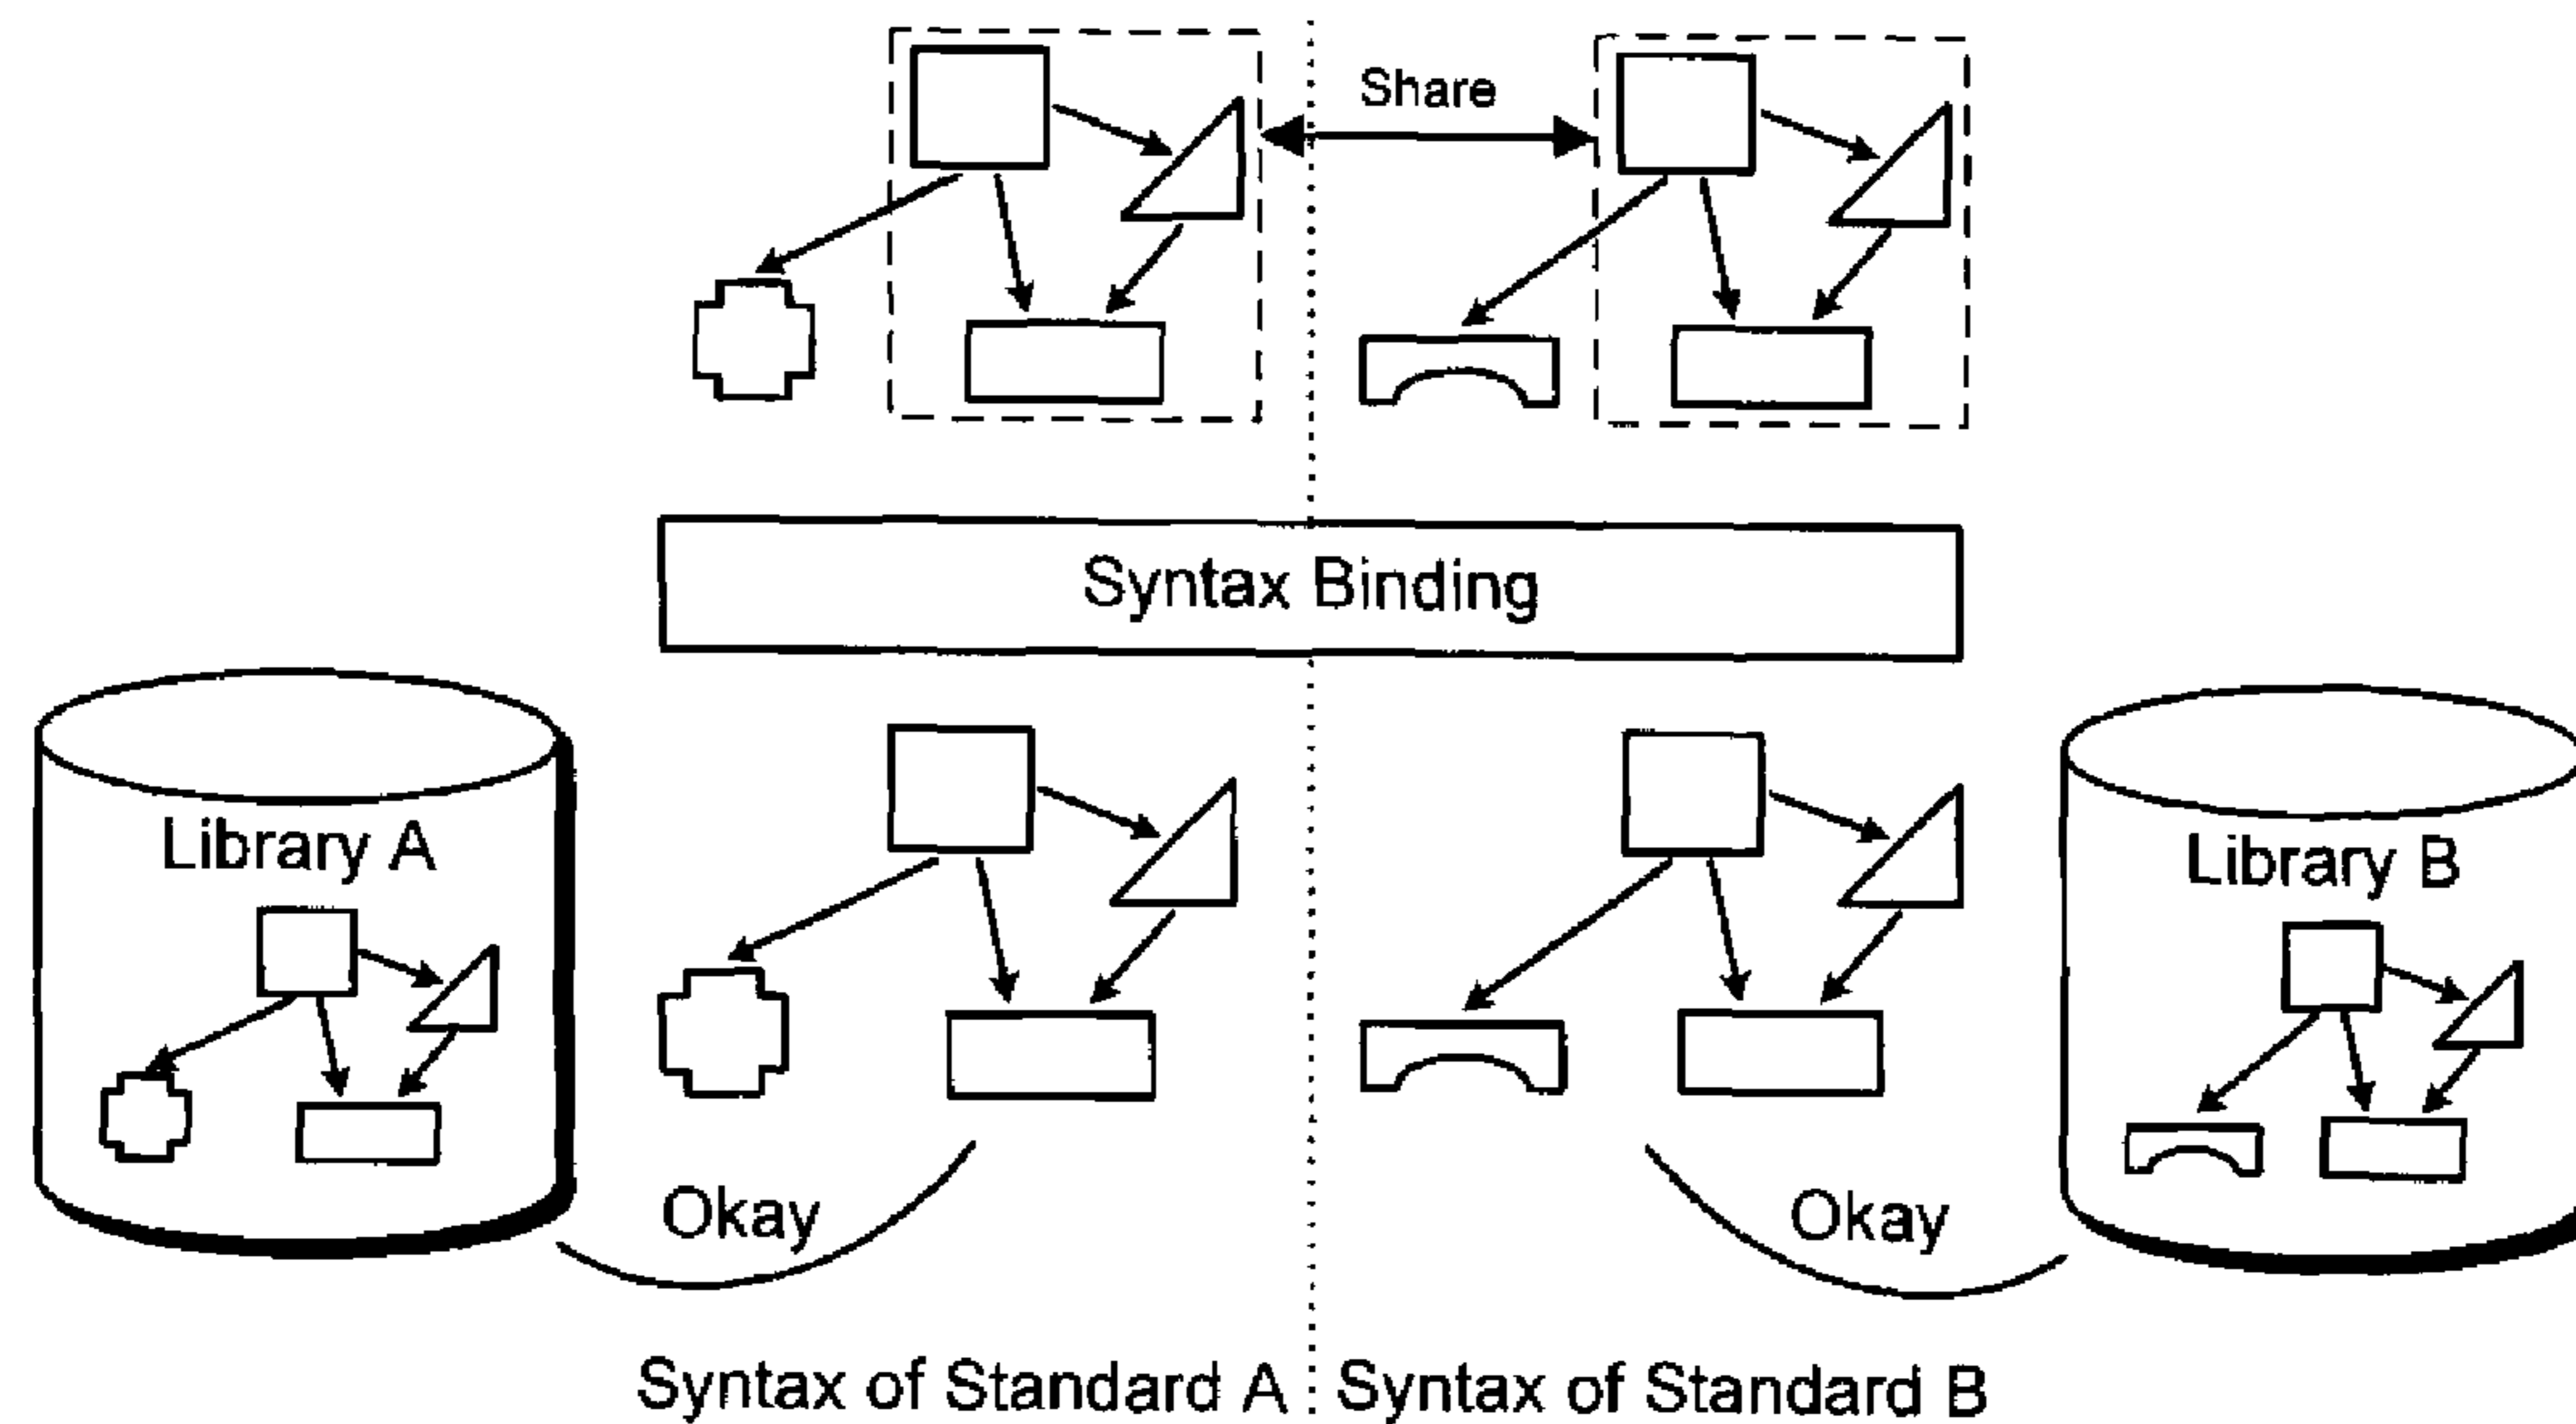 Share
Syntax Binding
Library A
Library B
Okay
Okay
Syntax of Standard A
Syntax of Standard B